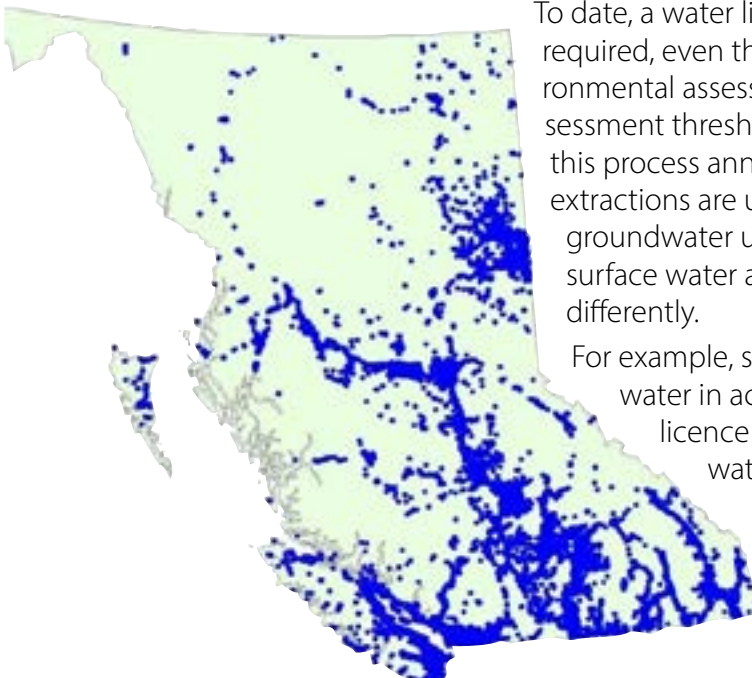 To date, a water li
required, even th
ronmental assess
sessment thresh
this process ann
extractions are u
groundwater u
surface water a
differently.
For example, s
water in ac
licence
wat